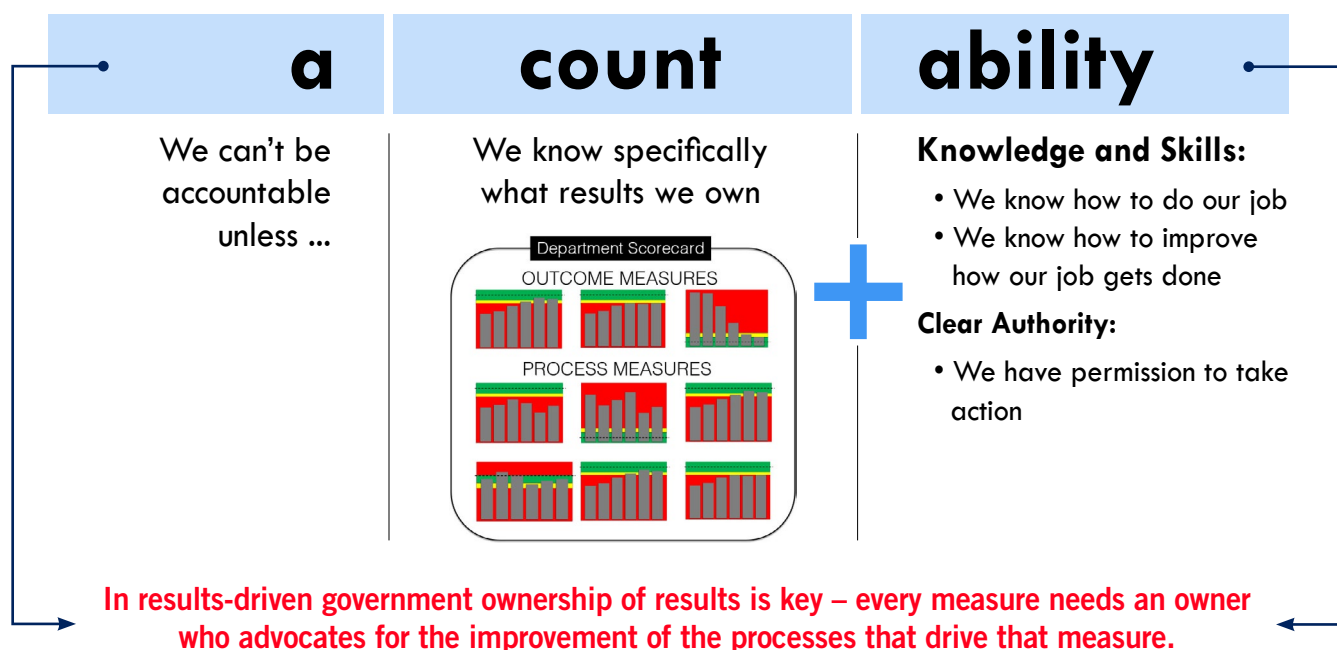 a
count
ability
We can’t be
accountable
unless ...
We know specifically
what results we own
Department Scorecard
OUTCOME MEASURES
PROCESS MEASURES
Knowledge and Skills:
• We know how to do our job
• We know how to improve
how our job gets done
Clear Authority:
• We have permission to take
action
In results-driven government ownership of results is key – every measure needs an owner
who advocates for the improvement of the processes that drive that measure.